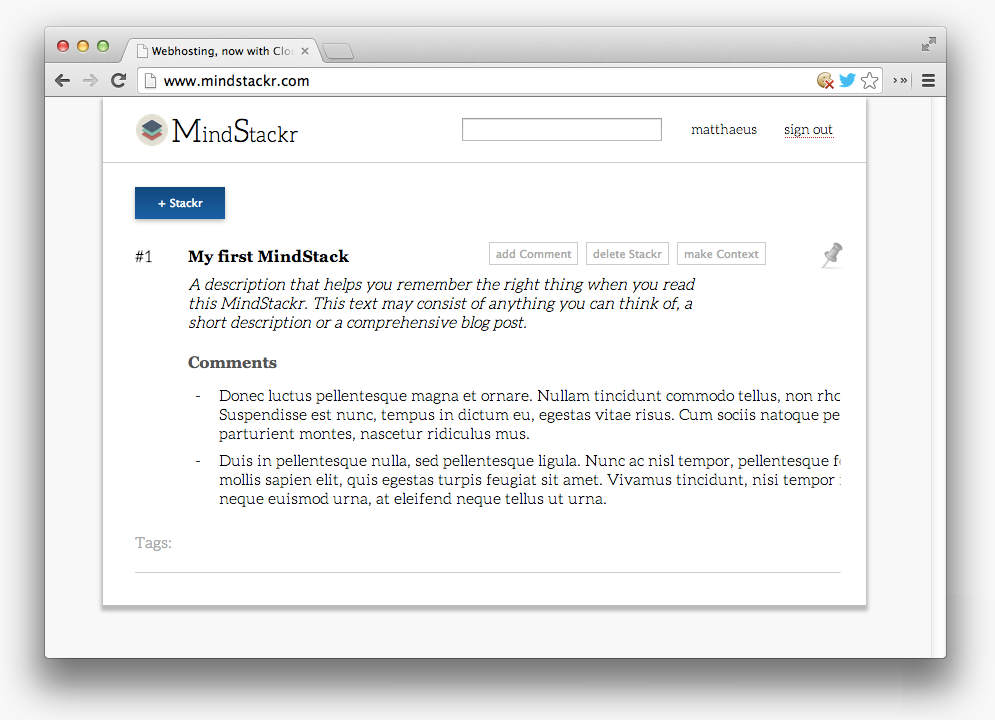 Webhosting, now with Clo
www.mindstackr.com
MindStackr
matthaeus
sign out
+ Stackr
#1
My first MindStack
add Comment
delete Stackr
make Context
A description that helps you remember the right thing when you read
this MindStackr. This text may consist of anything you can think of, a
short description or a comprehensive blog post.
Comments
- Donec luctus pellentesque magna et ornare. Nullam tincidunt commodo tellus, non rho
Suspendisse est nunc, tempus in dictum eu, egestas vitae risus. Cum sociis natoque pe
parturient montes, nascetur ridiculus mus.
- Duis in pellentesque nulla, sed pellentesque ligula. Nunc ac nisl tempor, pellentesque
mollis sapien elit, quis egestas turpis feugiat sit amet. Vivamus tincidunt, nisi tempor
neque euismod urna, at eleifend neque tellus ut urna.
Tags: